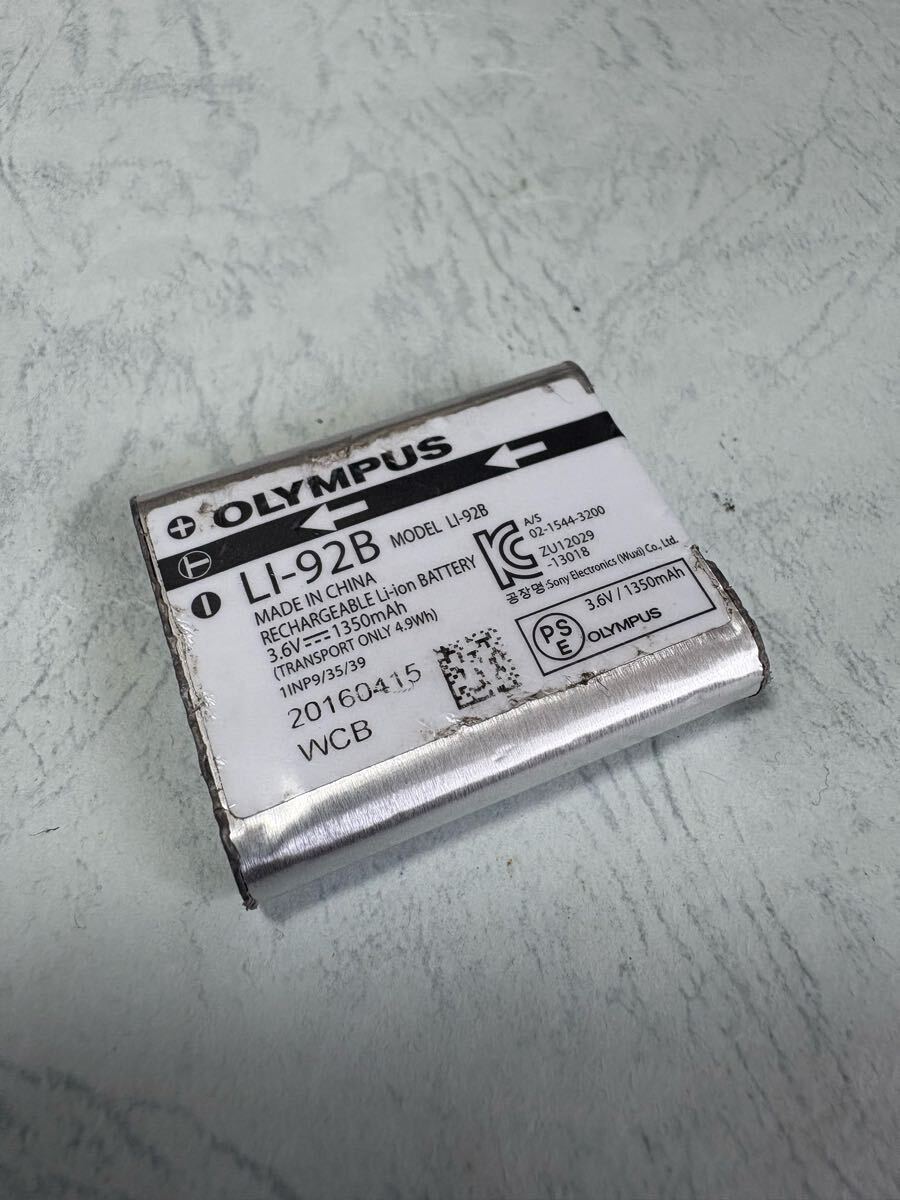 OLYMPUS
LI-92B MODEL LI-92B
MADE IN CHINA
RECHARGEABLE Li-ion BATTERY
3.6V⎓1350mAh
(TRANSPORT ONLY 4.9Wh)
1INP9/35/39
20160415
WCB
A/S
02-1544-3200
ZU12029
-13018
공장명:Sony Electronics (Wuxi) Co., Ltd.
PSE
3.6V / 1350mAh
OLYMPUS